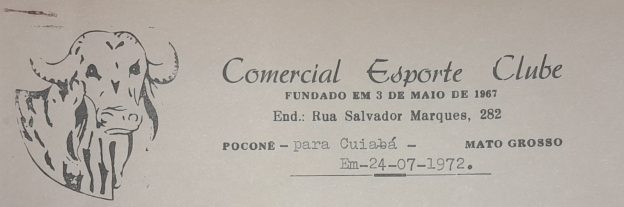 Comercial Esporte Clube
FUNDADO EM 3 DE MAIO DE 1967
End.: Rua Salvador Marques, 282
POCONÉ - para Cuiabá - MATO GROSSO
Em-24-07-1972.